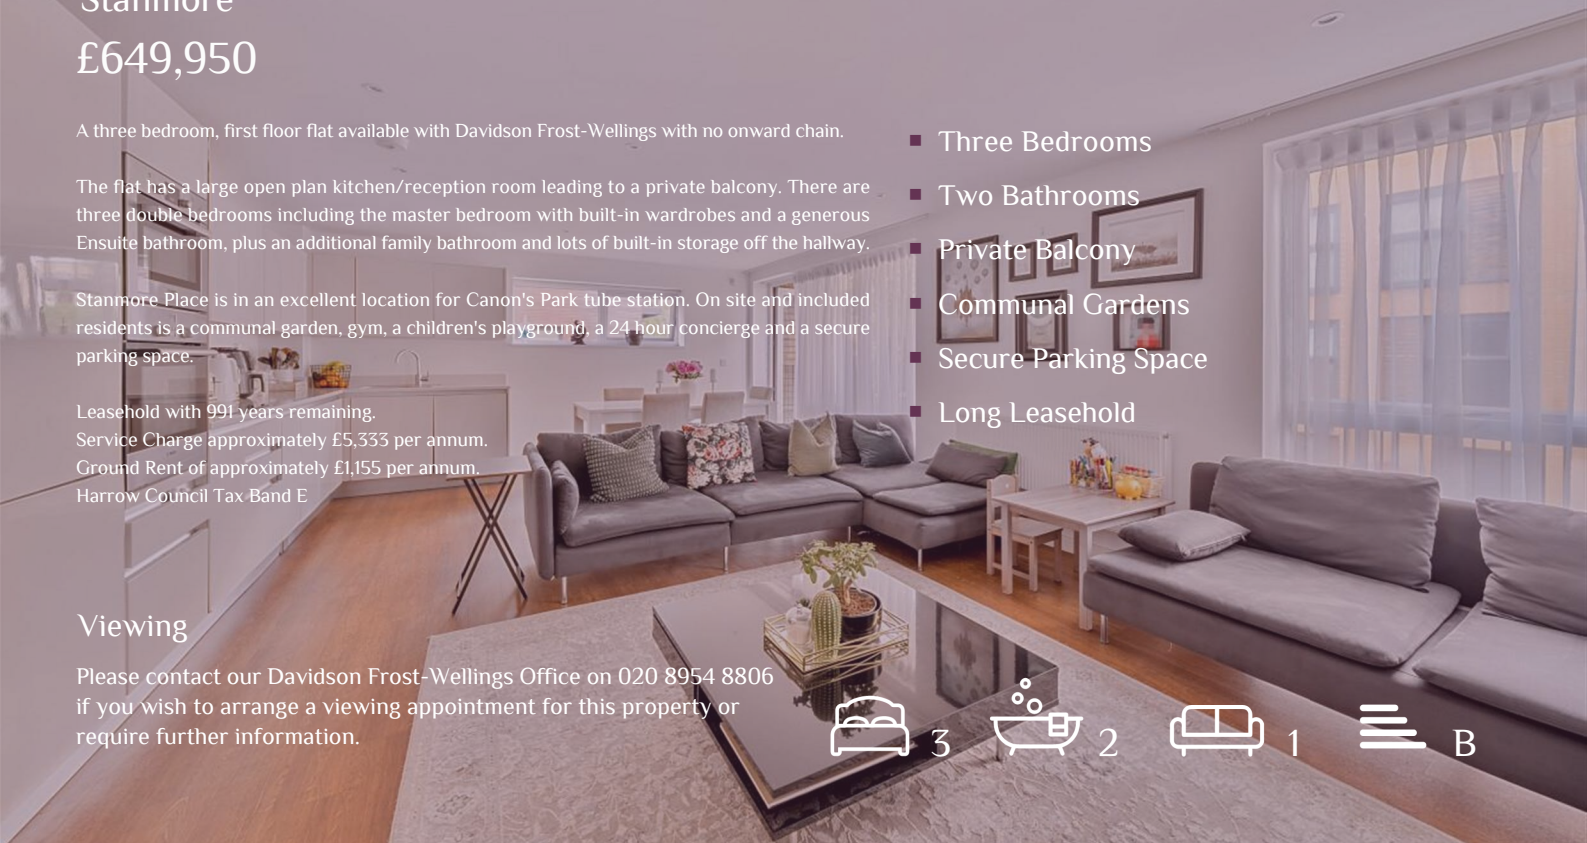 Stanmore
£649,950
A three bedroom, first floor flat available with Davidson Frost-Wellings with no onward chain.
The flat has a large open plan kitchen/reception room leading to a private balcony. There are
three double bedrooms including the master bedroom with built-in wardrobes and a generous
Ensuite bathroom, plus an additional family bathroom and lots of built-in storage off the hallway.
Stanmore Place is in an excellent location for Canon's Park tube station. On site and included
residents is a communal garden, gym, a children's playground, a 24 hour concierge and a secure
parking space.
Leasehold with 991 years remaining.
Service Charge approximately £5,333 per annum.
Ground Rent of approximately £1,155 per annum.
Harrow Council Tax Band E
Three Bedrooms
Two Bathrooms
Private Balcony
Communal Gardens
Secure Parking Space
Long Leasehold
Viewing
Please contact our Davidson Frost-Wellings Office on 020 8954 8806
if you wish to arrange a viewing appointment for this property or
require further information.
3 2 1 B